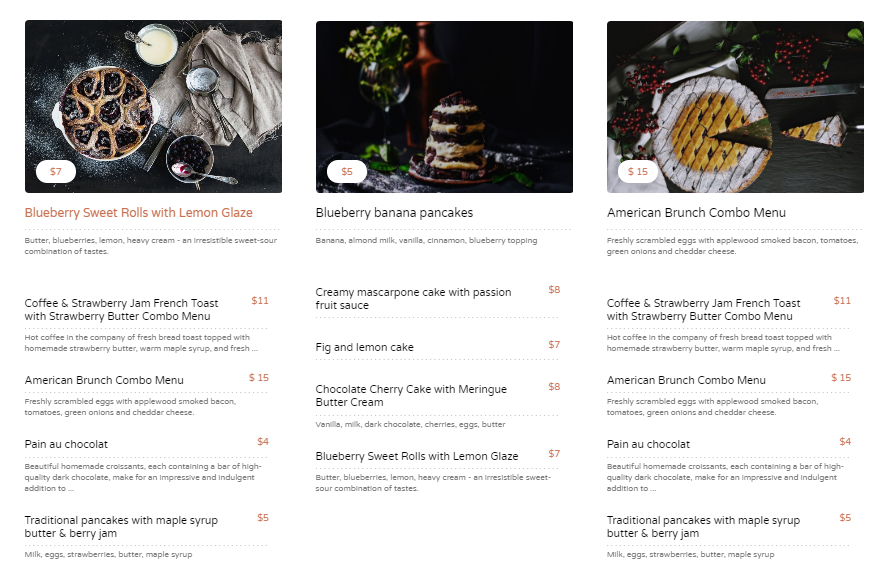 $7
Blueberry Sweet Rolls with Lemon Glaze
Butter, blueberries, lemon, heavy cream - an irresistible sweet-sour
combination of tastes.
Coffee & Strawberry Jam French Toast
with Strawberry Butter Combo Menu
$11
Hot coffee in the company of fresh bread toast topped with
homemade strawberry butter, warm maple syrup, and fresh ...
American Brunch Combo Menu
$ 15
Freshly scrambled eggs with applewood smoked bacon,
tomatoes, green onions and cheddar cheese.
Pain au chocolat
$4
Beautiful homemade croissants, each containing a bar of high-
quality dark chocolate, make for an impressive and indulgent
addition to ...
Traditional pancakes with maple syrup
butter & berry jam
$5
Milk, eggs, strawberries, butter, maple syrup
$5
Blueberry banana pancakes
Banana, almond milk, vanilla, cinnamon, blueberry topping
Creamy mascarpone cake with passion
fruit sauce
$8
Fig and lemon cake
$7
Chocolate Cherry Cake with Meringue
Butter Cream
$8
Vanilla, milk, dark chocolate, cherries, eggs, butter
Blueberry Sweet Rolls with Lemon Glaze
$7
Butter, blueberries, lemon, heavy cream - an irresistible sweet-
sour combination of tastes.
$ 15
American Brunch Combo Menu
Freshly scrambled eggs with applewood smoked bacon, tomatoes,
green onions and cheddar cheese.
Coffee & Strawberry Jam French Toast
with Strawberry Butter Combo Menu
$11
Hot coffee in the company of fresh bread toast topped with
homemade strawberry butter, warm maple syrup, and fresh ...
American Brunch Combo Menu
$ 15
Freshly scrambled eggs with applewood smoked bacon,
tomatoes, green onions and cheddar cheese.
Pain au chocolat
$4
Beautiful homemade croissants, each containing a bar of high-
quality dark chocolate, make for an impressive and indulgent
addition to ...
Traditional pancakes with maple syrup
butter & berry jam
$5
Milk, eggs, strawberries, butter, maple syrup